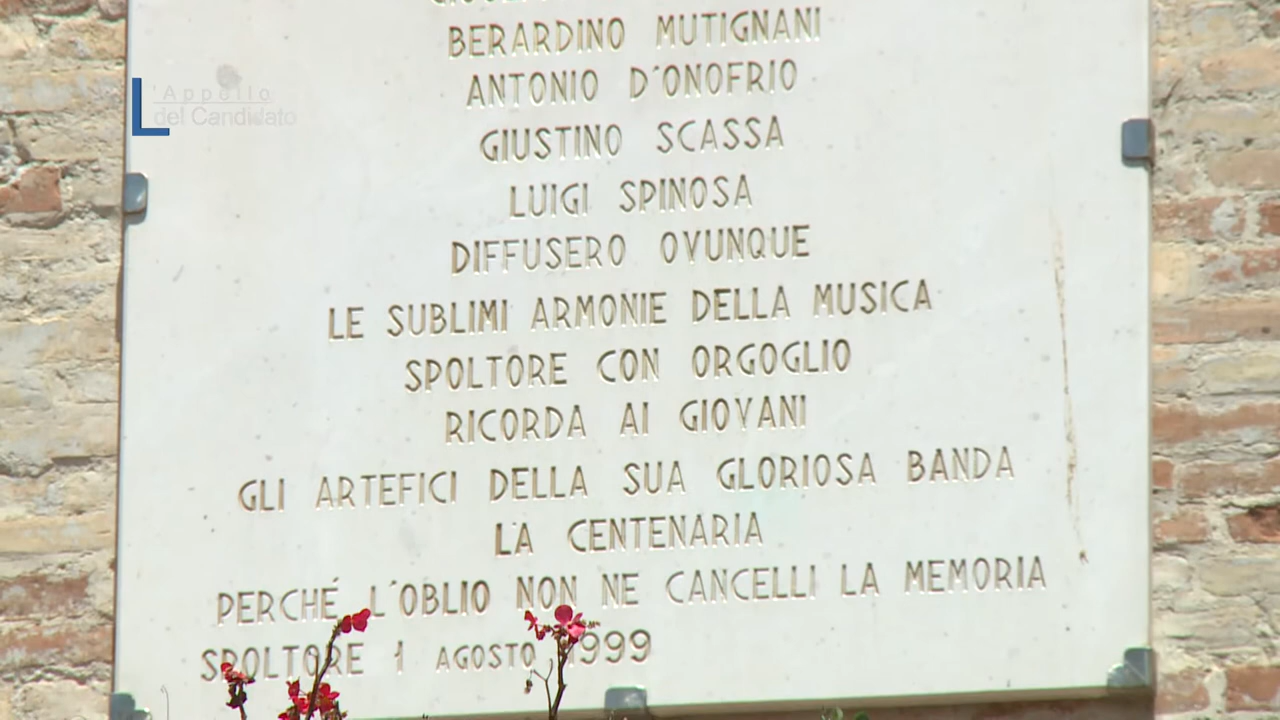 BERARDINO MUTIGNANI
ANTONIO D'ONOFRIO
GIUSTINO SCASSA
LUIGI SPINOSA
DIFFUSERO OVUNQUE
LE SUBLIMI ARMONIE DELLA MUSICA
SPOLTORE CON ORGOGLIO
RICORDA AI GIOVANI
GLI ARTEFICI DELLA SUA GLORIOSA BANDA
LA CENTENARIA
PERCHÉ L'OBLIO NON NE CANCELLI LA MEMORIA
SPOLTORE 1 AGOSTO 1999
L'Appello
del Candidato